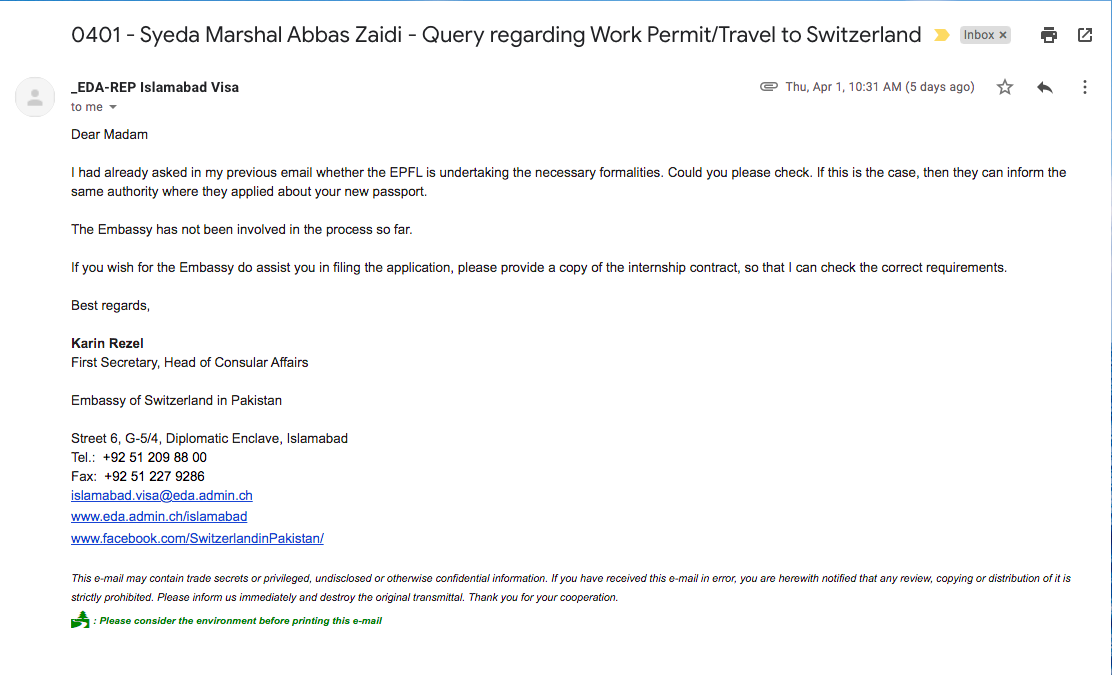 0401 - Syeda Marshal Abbas Zaidi - Query regarding Work Permit/Travel to Switzerland Inbox ×
_EDA-REP Islamabad Visa Thu, Apr 1, 10:31 AM (5 days ago)
to me
Dear Madam
I had already asked in my previous email whether the EPFL is undertaking the necessary formalities. Could you please check. If this is the case, then they can inform the
same authority where they applied about your new passport.
The Embassy has not been involved in the process so far.
If you wish for the Embassy do assist you in filing the application, please provide a copy of the internship contract, so that I can check the correct requirements.
Best regards,
Karin Rezel
First Secretary, Head of Consular Affairs
Embassy of Switzerland in Pakistan
Street 6, G-5/4, Diplomatic Enclave, Islamabad
Tel.: +92 51 209 88 00
Fax: +92 51 227 9286
islamabad.visa@eda.admin.ch
www.eda.admin.ch/islamabad
www.facebook.com/SwitzerlandinPakistan/
This e-mail may contain trade secrets or privileged, undisclosed or otherwise confidential information. If you have received this e-mail in error, you are herewith notified that any review, copying or distribution of it is
strictly prohibited. Please inform us immediately and destroy the original transmittal. Thank you for your cooperation.
: Please consider the environment before printing this e-mail